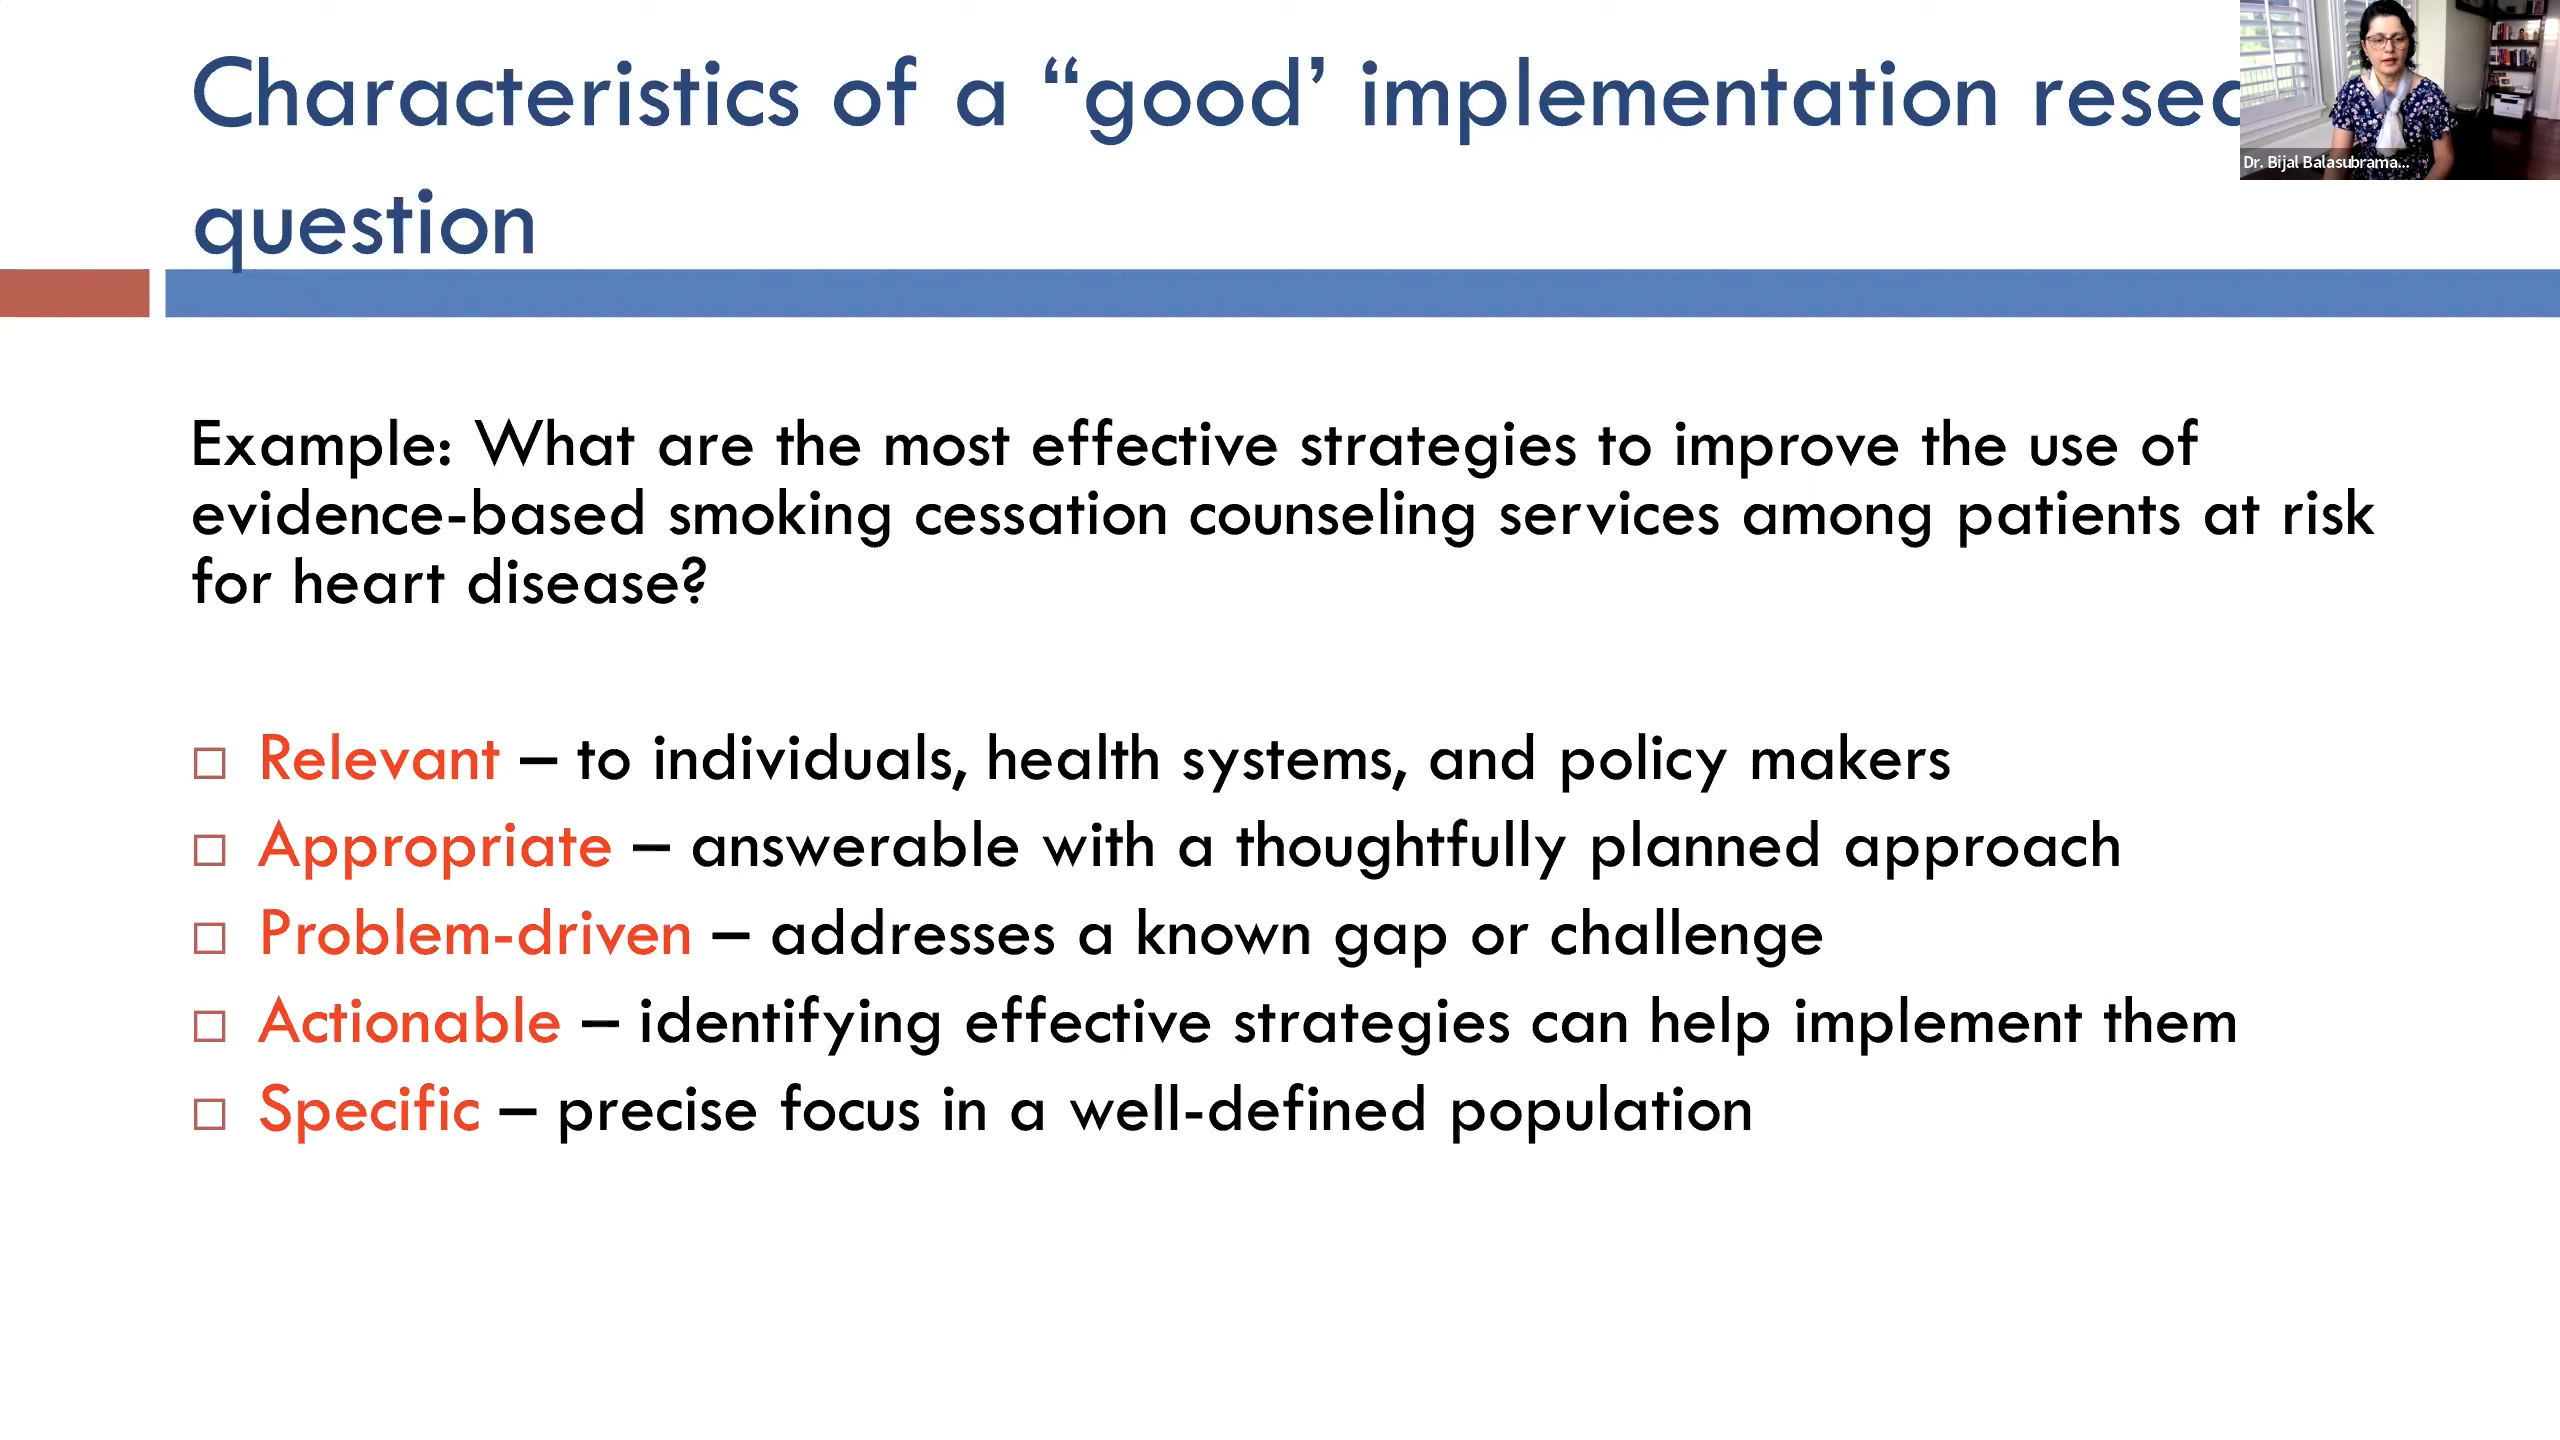 Characteristics of a “good’ implementation
question
Dr. Bijal Balasubrama...
Example: What are the most effective strategies to improve the use of
evidence-based smoking cessation counseling services among patients at risk
for heart disease?
Relevant – to individuals, health systems, and policy makers
Appropriate – answerable with a thoughtfully planned approach
Problem-driven – addresses a known gap or challenge
Actionable – identifying effective strategies can help implement them
Specific – precise focus in a well-defined population